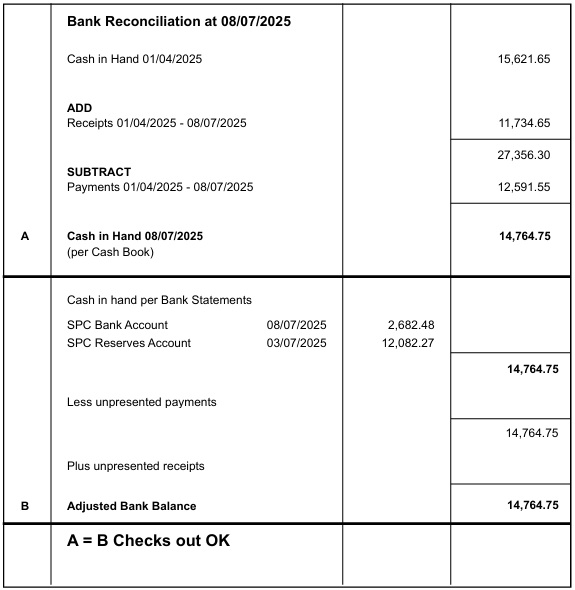 Bank Reconciliation at 08/07/2025
Cash in Hand 01/04/2025 15,621.65
ADD
Receipts 01/04/2025 - 08/07/2025 11,734.65
27,356.30
SUBTRACT
Payments 01/04/2025 - 08/07/2025 12,591.55
A Cash in Hand 08/07/2025 14,764.75
(per Cash Book)
Cash in hand per Bank Statements
SPC Bank Account 08/07/2025 2,682.48
SPC Reserves Account 03/07/2025 12,082.27
14,764.75
Less unpresented payments
14,764.75
Plus unpresented receipts
B Adjusted Bank Balance 14,764.75
A = B Checks out OK